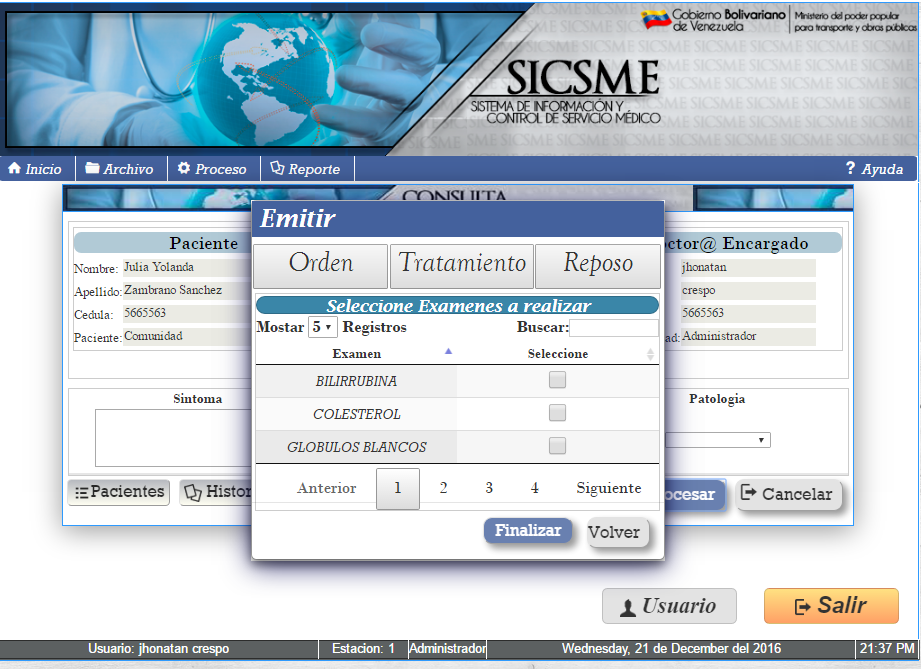 Gobierno Bolivariano
de Venezuela
Ministerio del poder popular
para transporte y obras públicas
SICSME
SISTEMA DE INFORMACIÓN Y
CONTROL DE SERVICIO MÉDICO
Inicio Archivo Proceso Reporte ? Ayuda
CONSULTA
Emitir
Orden Tratamiento Reposo
Seleccione Examenes a realizar
Mostar 5 Registros Buscar:
Examen Seleccione
BILIRRUBINA
COLESTEROL
GLOBULOS BLANCOS
Anterior 1 2 3 4 Siguiente
Finalizar Volver
Paciente
Nombre: Julia Yolanda
Apellido: Zambrano Sanchez
Cedula: 5665563
Paciente: Comunidad
ctor@ Encargado
jhonatan
crespo
5665563
ad: Administrador
Sintoma
Patologia
Pacientes Histor ocesar Cancelar
Usuario Salir
Usuario: jhonatan crespo Estacion: 1 Administrador Wednesday, 21 de December del 2016 21:37 PM